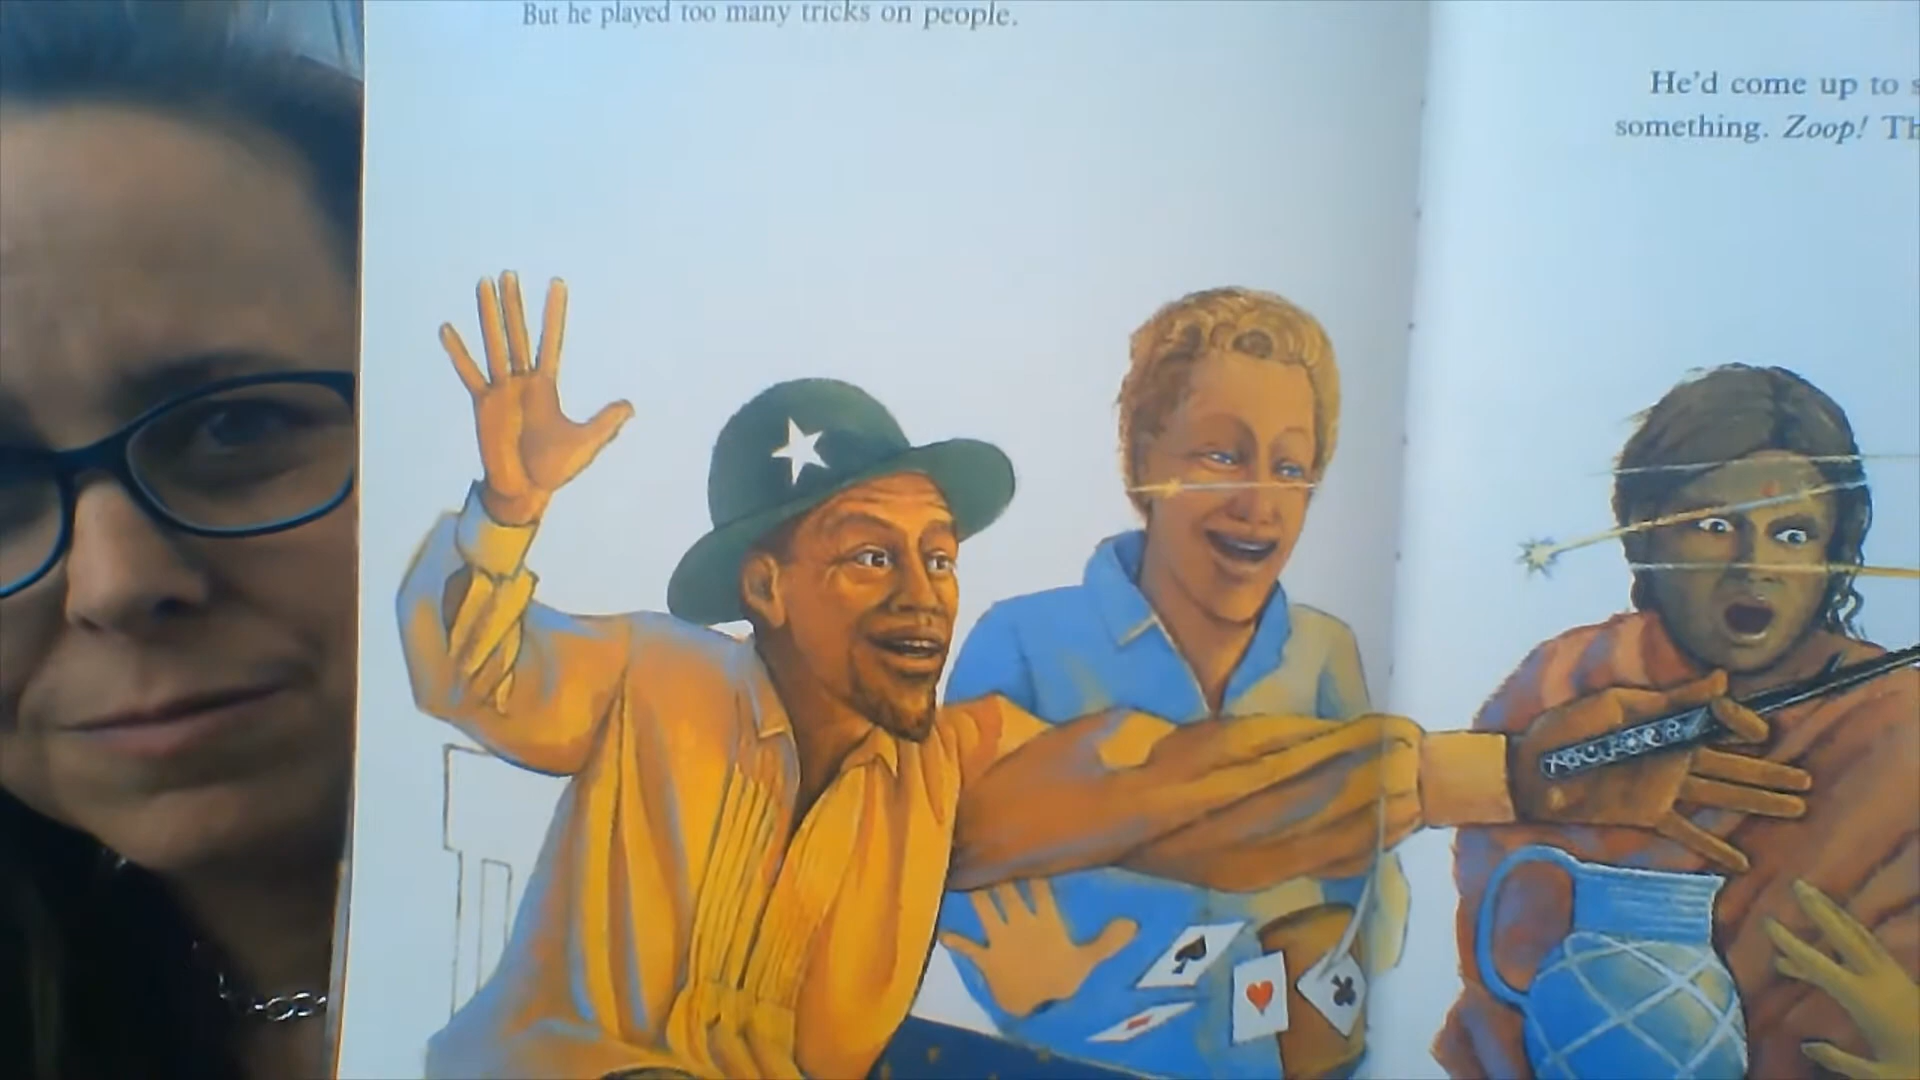 But he played too many tricks on people.
He'd come up to
something. Zoop!